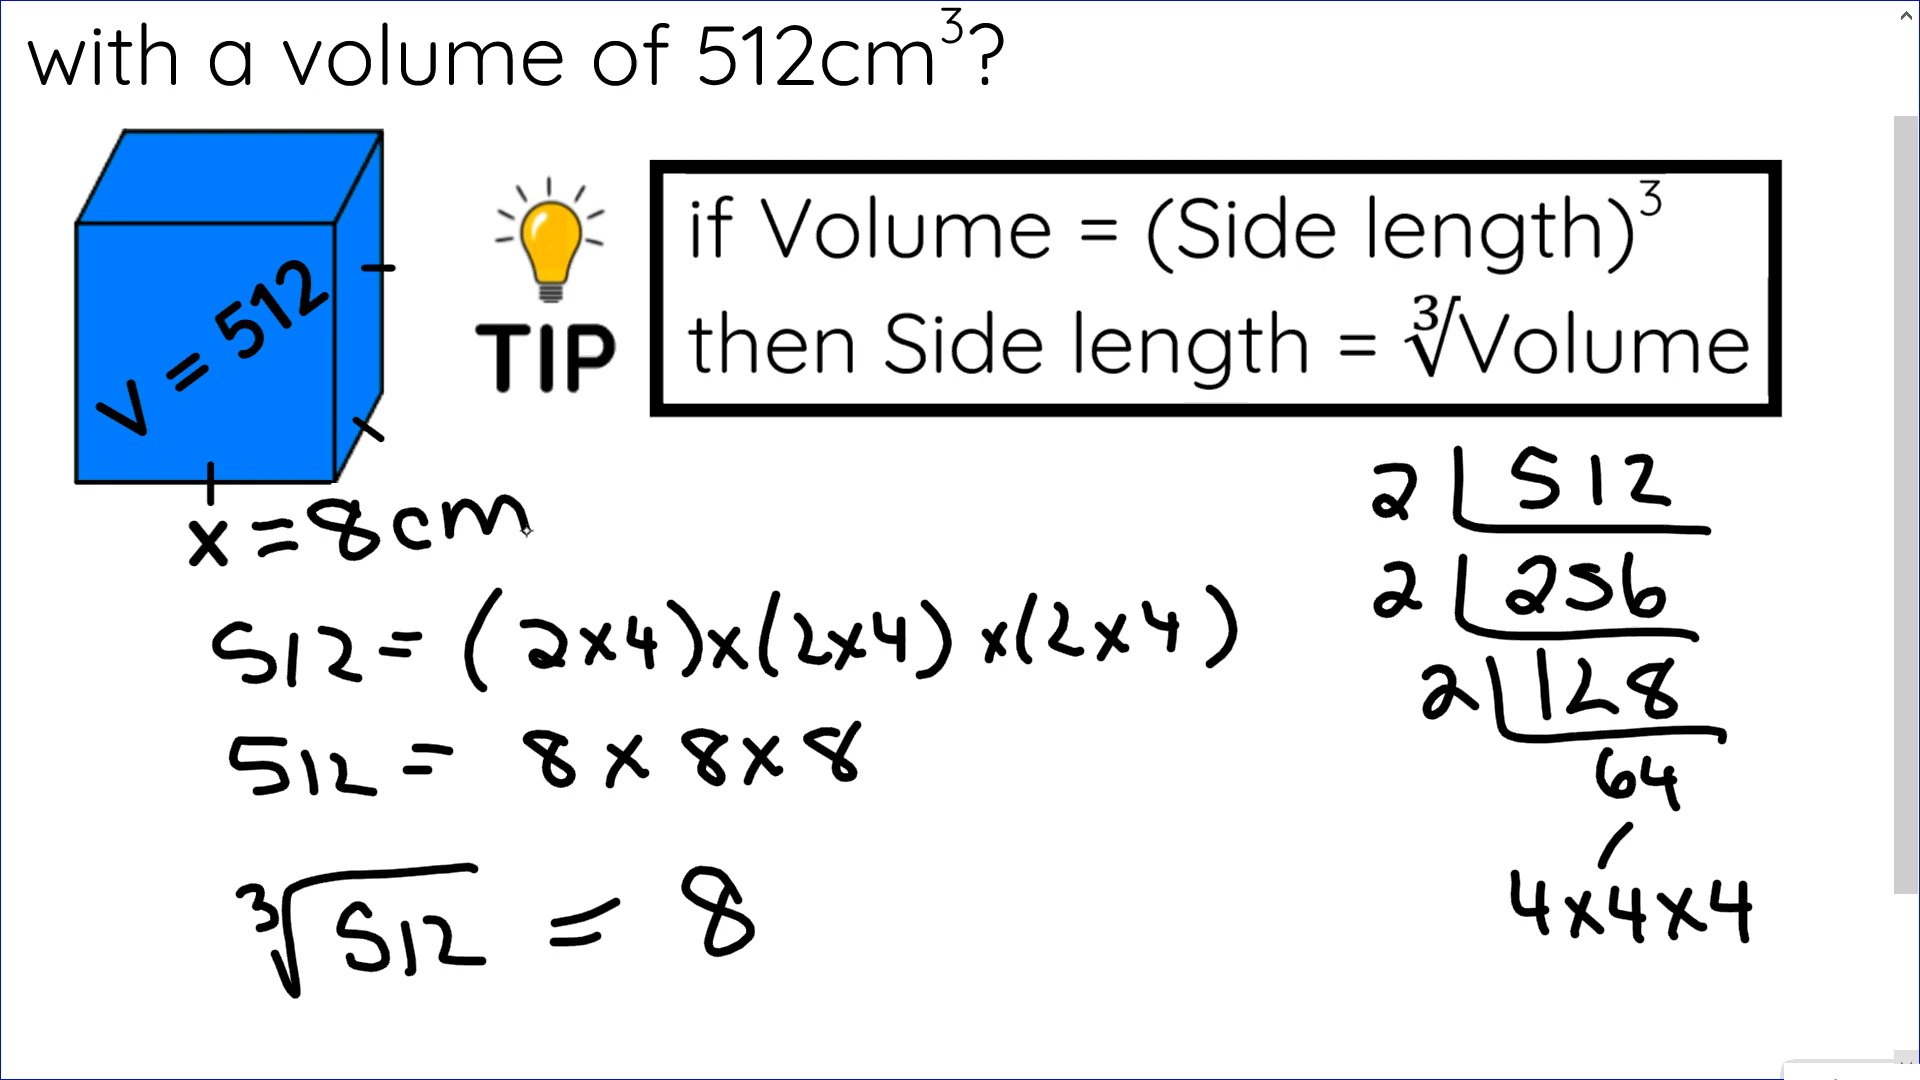 with a volume of 512cm³?
V = 512
TIP
if Volume = (Side length)³
then Side length = ∛Volume
x = 8cm
512 = (2x4)x(2x4)x(2x4)
512 = 8 x 8 x 8
∛512 = 8
2 512
2 256
2 128
64
4x4x4